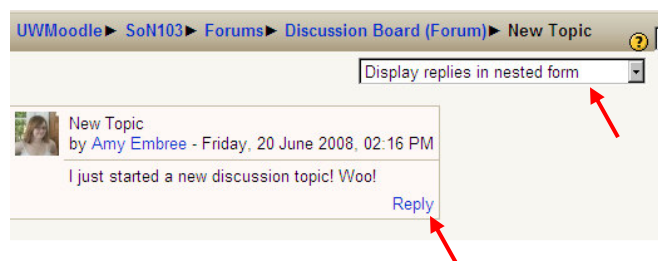 UWMoodle► SoN103► Forums► Discussion Board (Forum)► New Topic
?
Display replies in nested form
New Topic
by Amy Embree - Friday, 20 June 2008, 02:16 PM
I just started a new discussion topic! Woo!
Reply